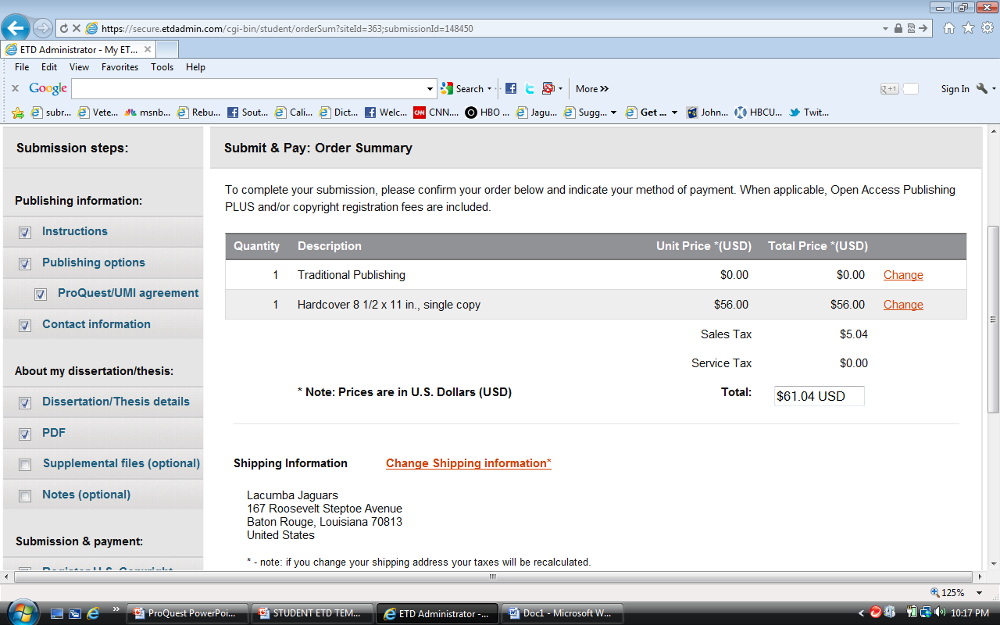 https://secure.etdadmin.com/cgi-bin/student/orderSum?siteId=363;submissionId=148450
ETD Administrator - My ET...
File Edit View Favorites Tools Help
Google Search More »
g+1 Sign In
subr... Vete... msnb... Rebu... Sout... Cali... Dict... Welc... CNN CNN.... HBO ... Jagu... Sugg... Get ... John... HBCU... Twit...
Submission steps:
Publishing information:
Instructions
Publishing options
ProQuest/UMI agreement
Contact information
About my dissertation/thesis:
Dissertation/Thesis details
PDF
Supplemental files (optional)
Notes (optional)
Submission & payment:
Register U.S. Copyright
Submit & Pay: Order Summary
To complete your submission, please confirm your order below and indicate your method of payment. When applicable, Open Access Publishing
PLUS and/or copyright registration fees are included.
Quantity Description Unit Price *(USD) Total Price *(USD)
1 Traditional Publishing $0.00 $0.00 Change
1 Hardcover 8 1/2 x 11 in., single copy $56.00 $56.00 Change
Sales Tax $5.04
Service Tax $0.00
* Note: Prices are in U.S. Dollars (USD) Total: $61.04 USD
Shipping Information Change Shipping information*
Lacumba Jaguars
167 Roosevelt Steptoe Avenue
Baton Rouge, Louisiana 70813
United States
* - note: if you change your shipping address your taxes will be recalculated.
125%
» ProQuest PowerPoi... STUDENT ETD TEM... ETD Administrator -... Doc1 - Microsoft W... 10:17 PM